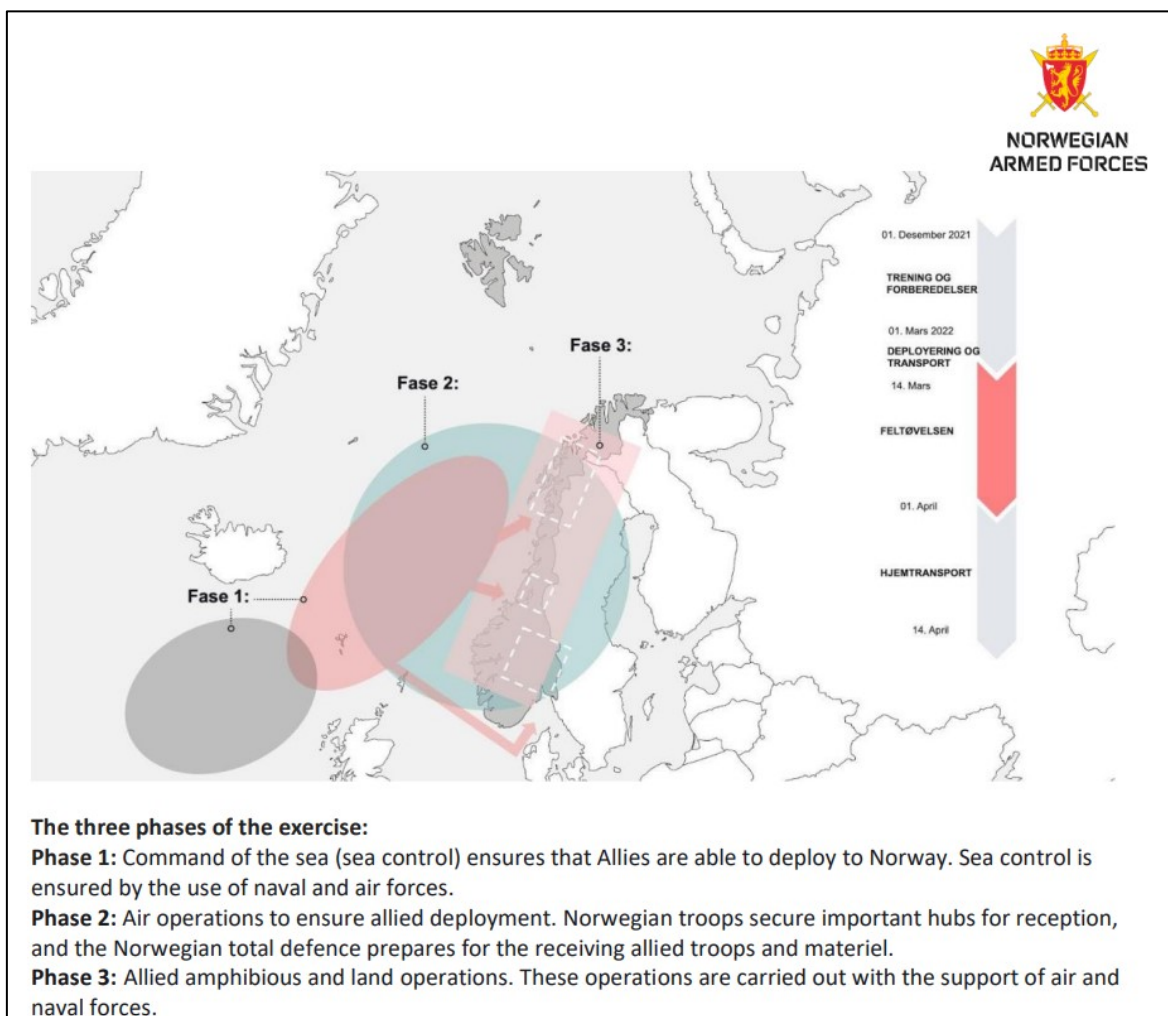 NORWEGIAN
ARMED FORCES
01. Desember 2021
TRENING OG
FORBEREDELSER
01. Mars 2022
DEPLOYERING OG
TRANSPORT
14. Mars
FELTØVELSEN
01. April
HJEMTRANSPORT
14. April
Fase 3:
Fase 2:
Fase 1:
The three phases of the exercise:
Phase 1: Command of the sea (sea control) ensures that Allies are able to deploy to Norway. Sea control is
ensured by the use of naval and air forces.
Phase 2: Air operations to ensure allied deployment. Norwegian troops secure important hubs for reception,
and the Norwegian total defence prepares for the receiving allied troops and materiel.
Phase 3: Allied amphibious and land operations. These operations are carried out with the support of air and
naval forces.